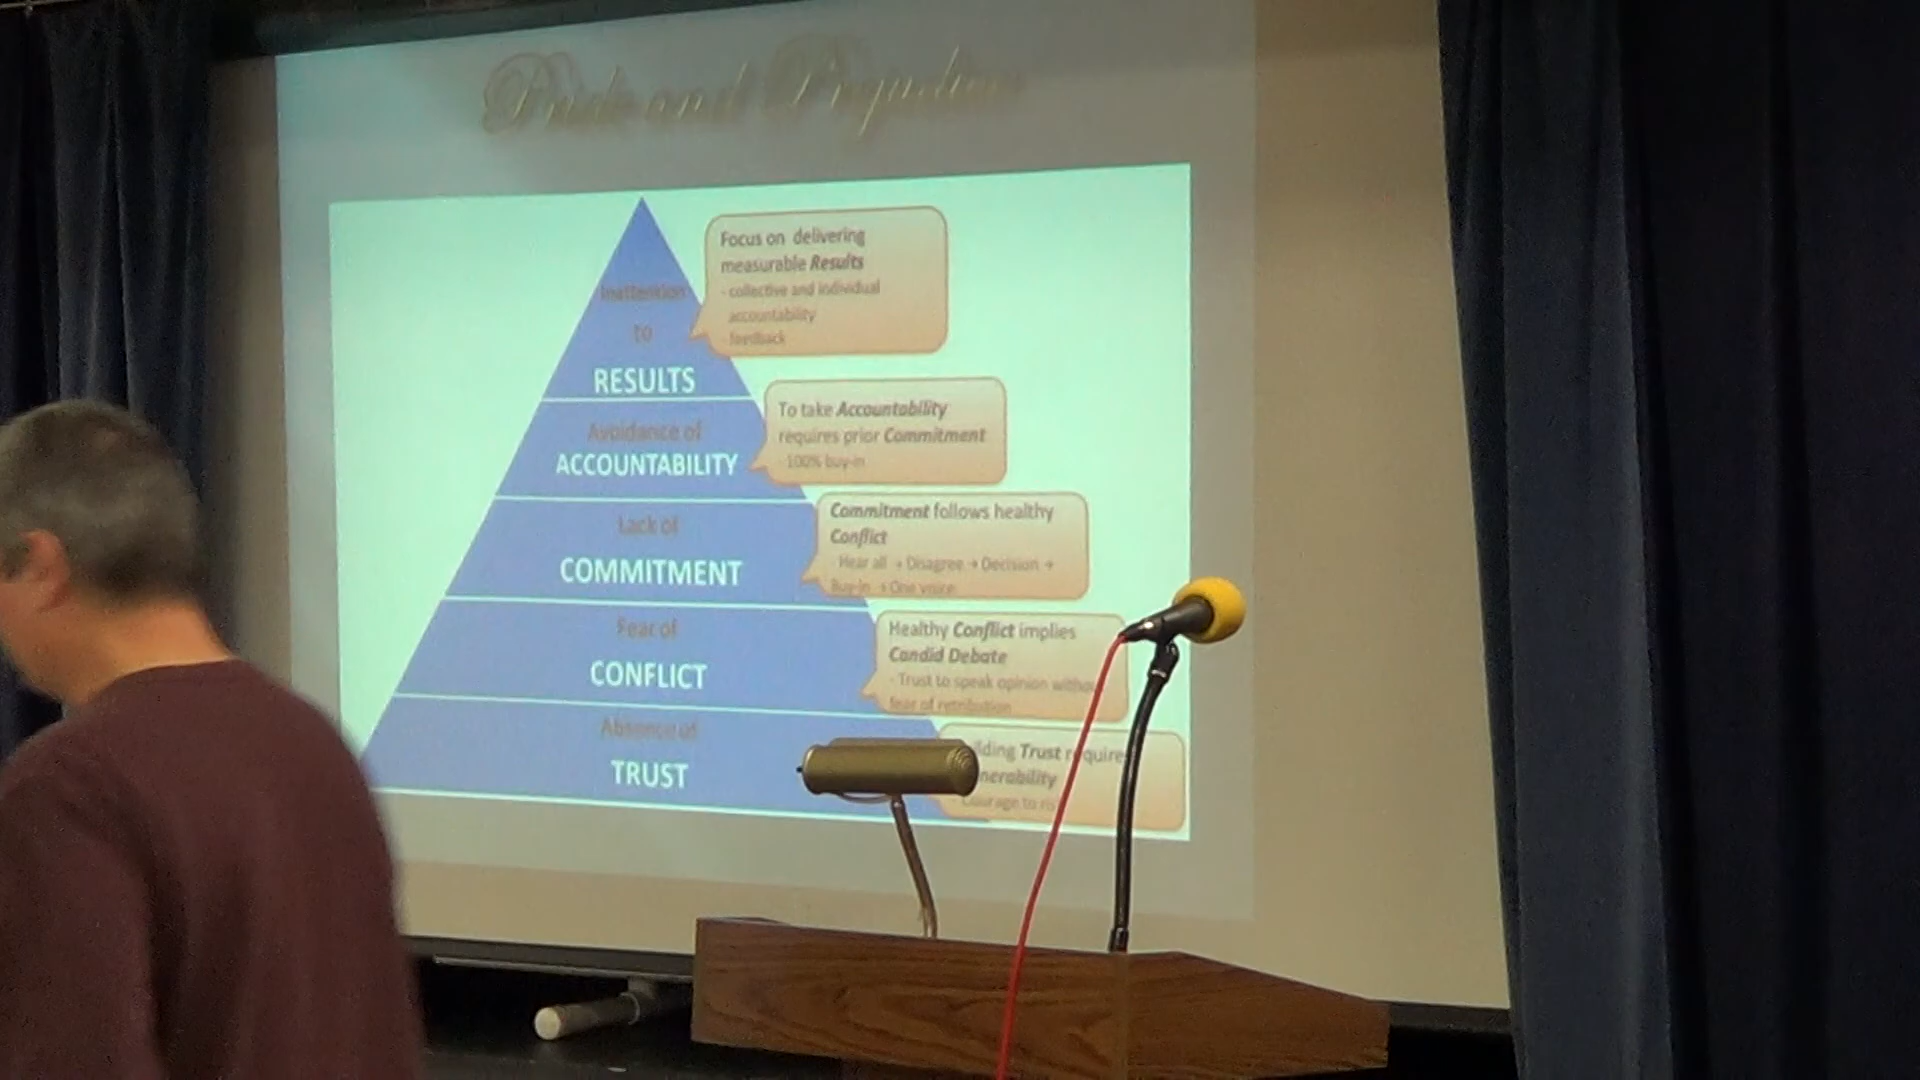 Pride and Prejudice
Inattention
to
RESULTS
Focus on delivering
measurable Results
- collective and individual
accountability
feedback
Avoidance of
ACCOUNTABILITY
To take Accountability
requires prior Commitment
- 100% buy-in
Lack of
COMMITMENT
Commitment follows healthy
Conflict
Hear all → Disagree → Decision →
Buy-in → One voice
Fear of
CONFLICT
Healthy Conflict implies
Candid Debate
- Trust to speak opinion
fear of retribution
Absence of
TRUST
Trust
- Courage to